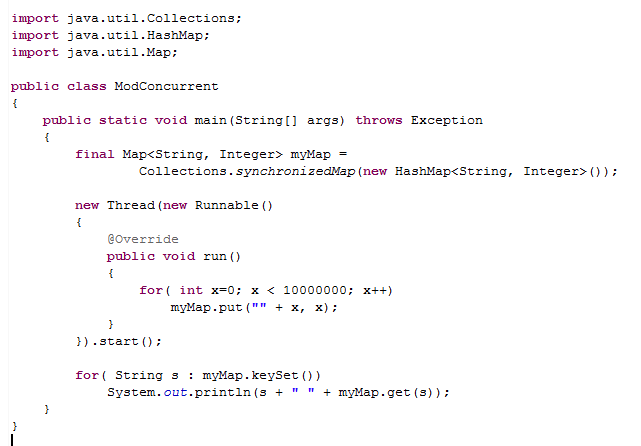 import java.util.Collections;
import java.util.HashMap;
import java.util.Map;

public class ModConcurrent
{
    public static void main(String[] args) throws Exception
    {
        final Map<String, Integer> myMap =
                Collections.synchronizedMap(new HashMap<String, Integer>());

        new Thread(new Runnable()
        {
            @Override
            public void run()
            {
                for( int x=0; x < 10000000; x++)
                    myMap.put("" + x, x);
            }
        }).start();

        for( String s : myMap.keySet())
            System.out.println(s + " " + myMap.get(s));
    }
}